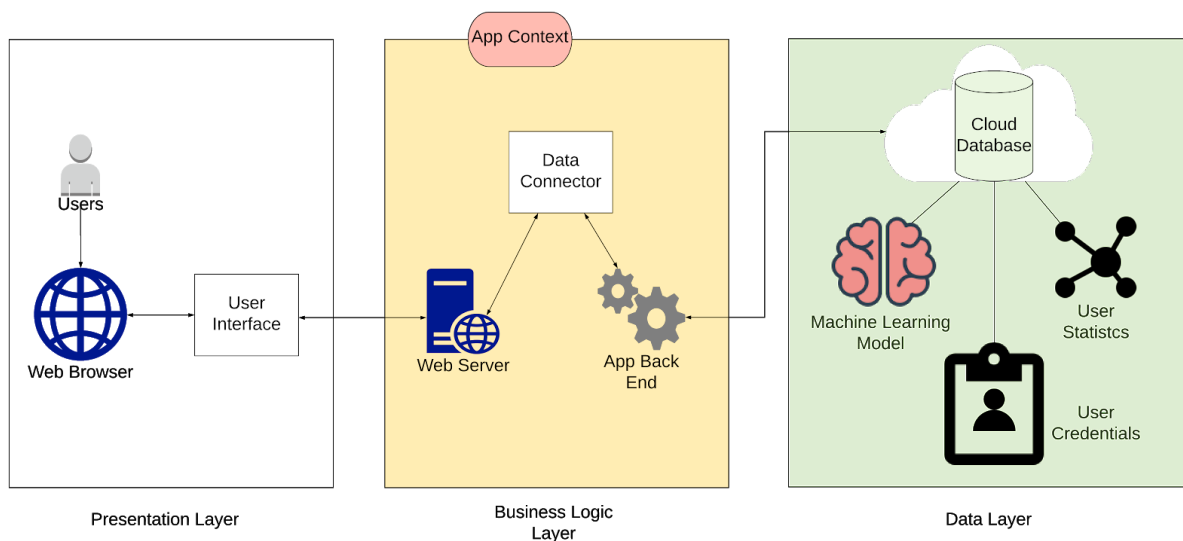 App Context
Users
Web Browser
User
Interface
Data
Connector
Web Server
App Back
End
Cloud
Database
Machine Learning
Model
User
Statistcs
User
Credentials
Presentation Layer
Business Logic
Layer
Data Layer